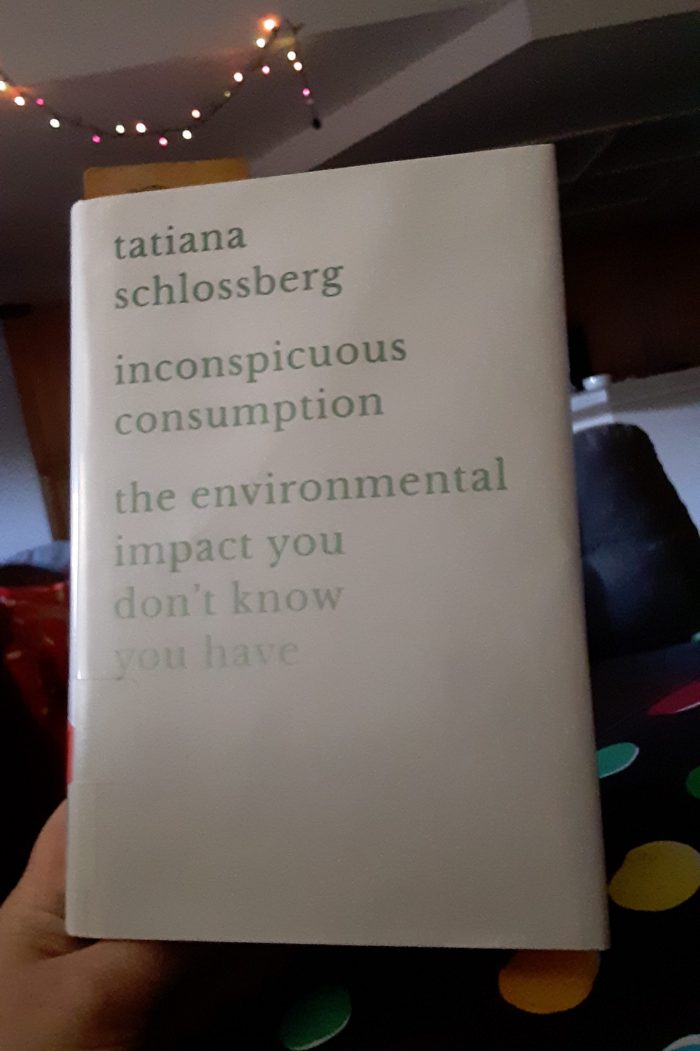 tatiana
schlossberg
inconspicuous
consumption
the environmental
impact you
don't know
you have